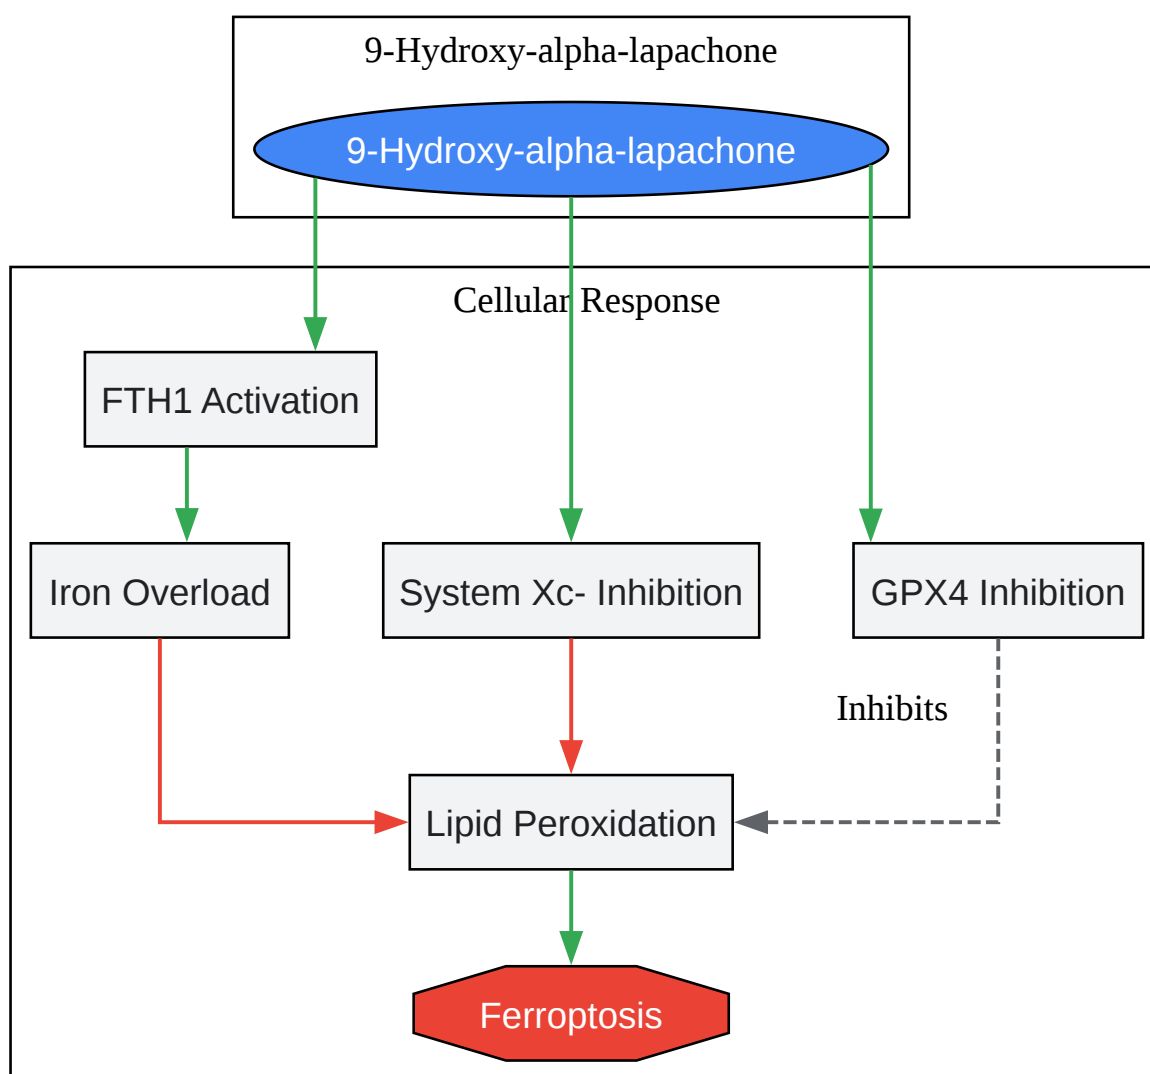 9-Hydroxy-alpha-lapachone
9-Hydroxy-alpha-lapachone
Cellular Response
FTH1 Activation
Iron Overload
System Xc- Inhibition
GPX4 Inhibition
Inhibits
Lipid Peroxidation
Ferroptosis